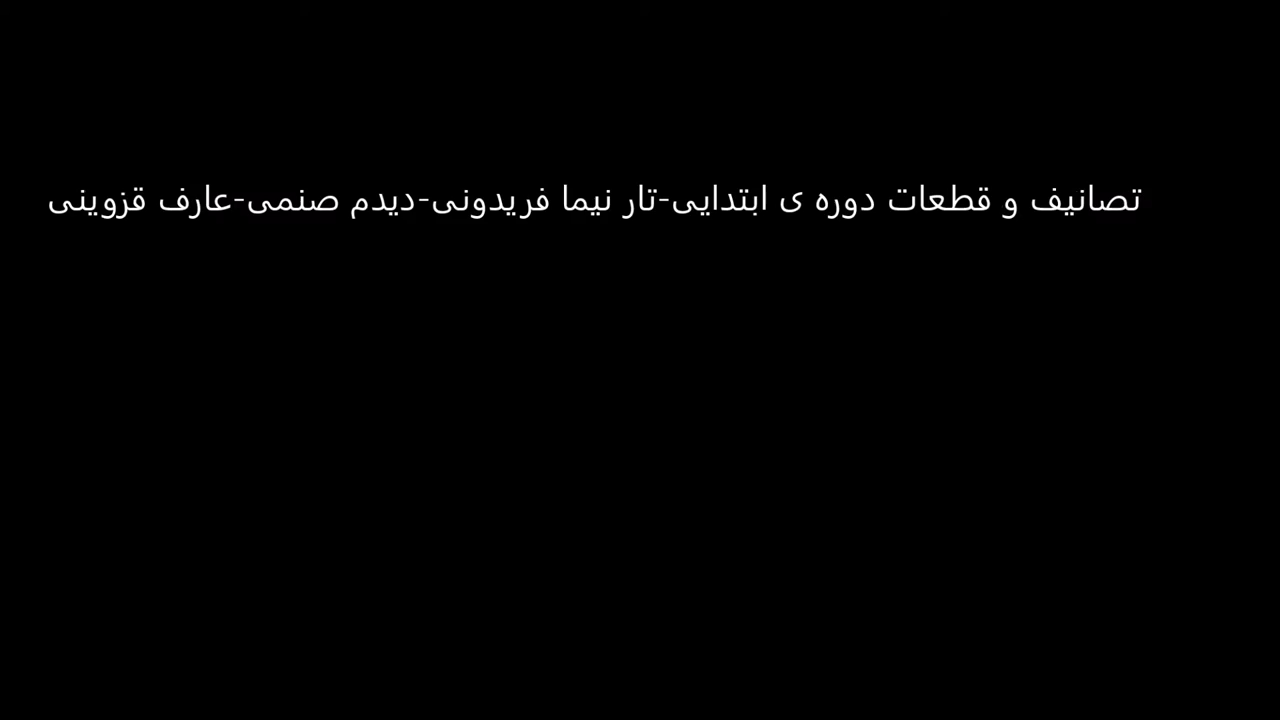 تصانیف و قطعات دوره ی ابتدایی-تار نیما فریدونی-دیدم صنمی-عارف قزوینی